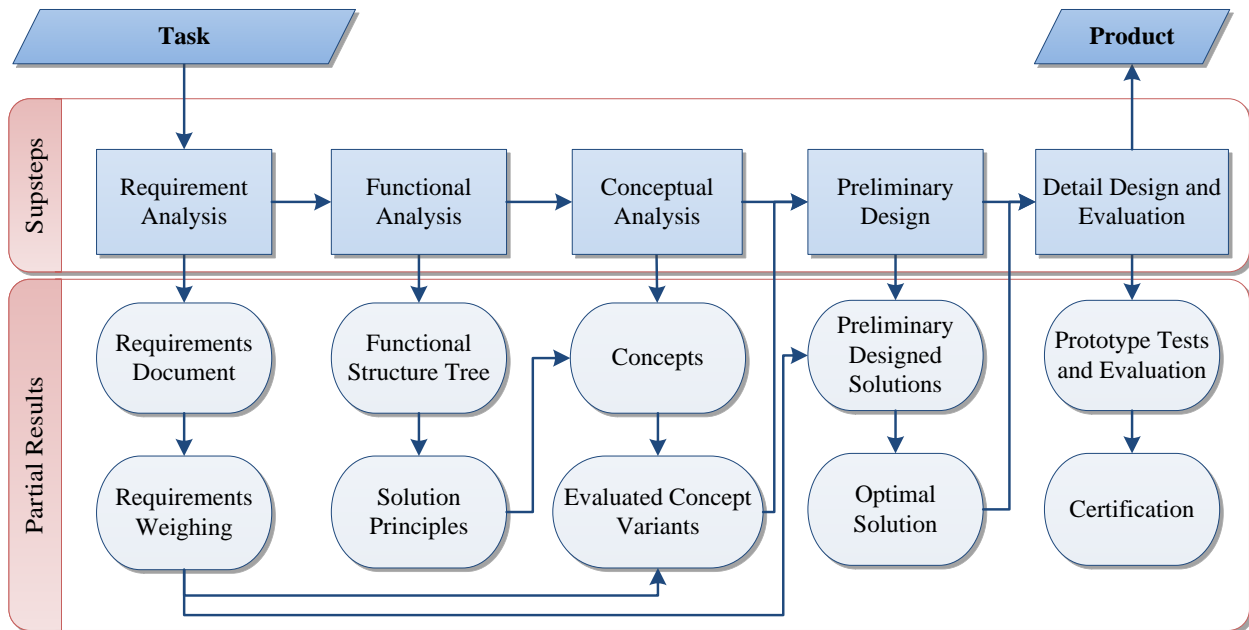 Task
Product
Supsteps
Requirement
Analysis
Functional
Analysis
Conceptual
Analysis
Preliminary
Design
Detail Design and
Evaluation
Partial Results
Requirements
Document
Functional
Structure Tree
Concepts
Preliminary
Designed
Solutions
Prototype Tests
and Evaluation
Requirements
Weighing
Solution
Principles
Evaluated Concept
Variants
Optimal
Solution
Certification